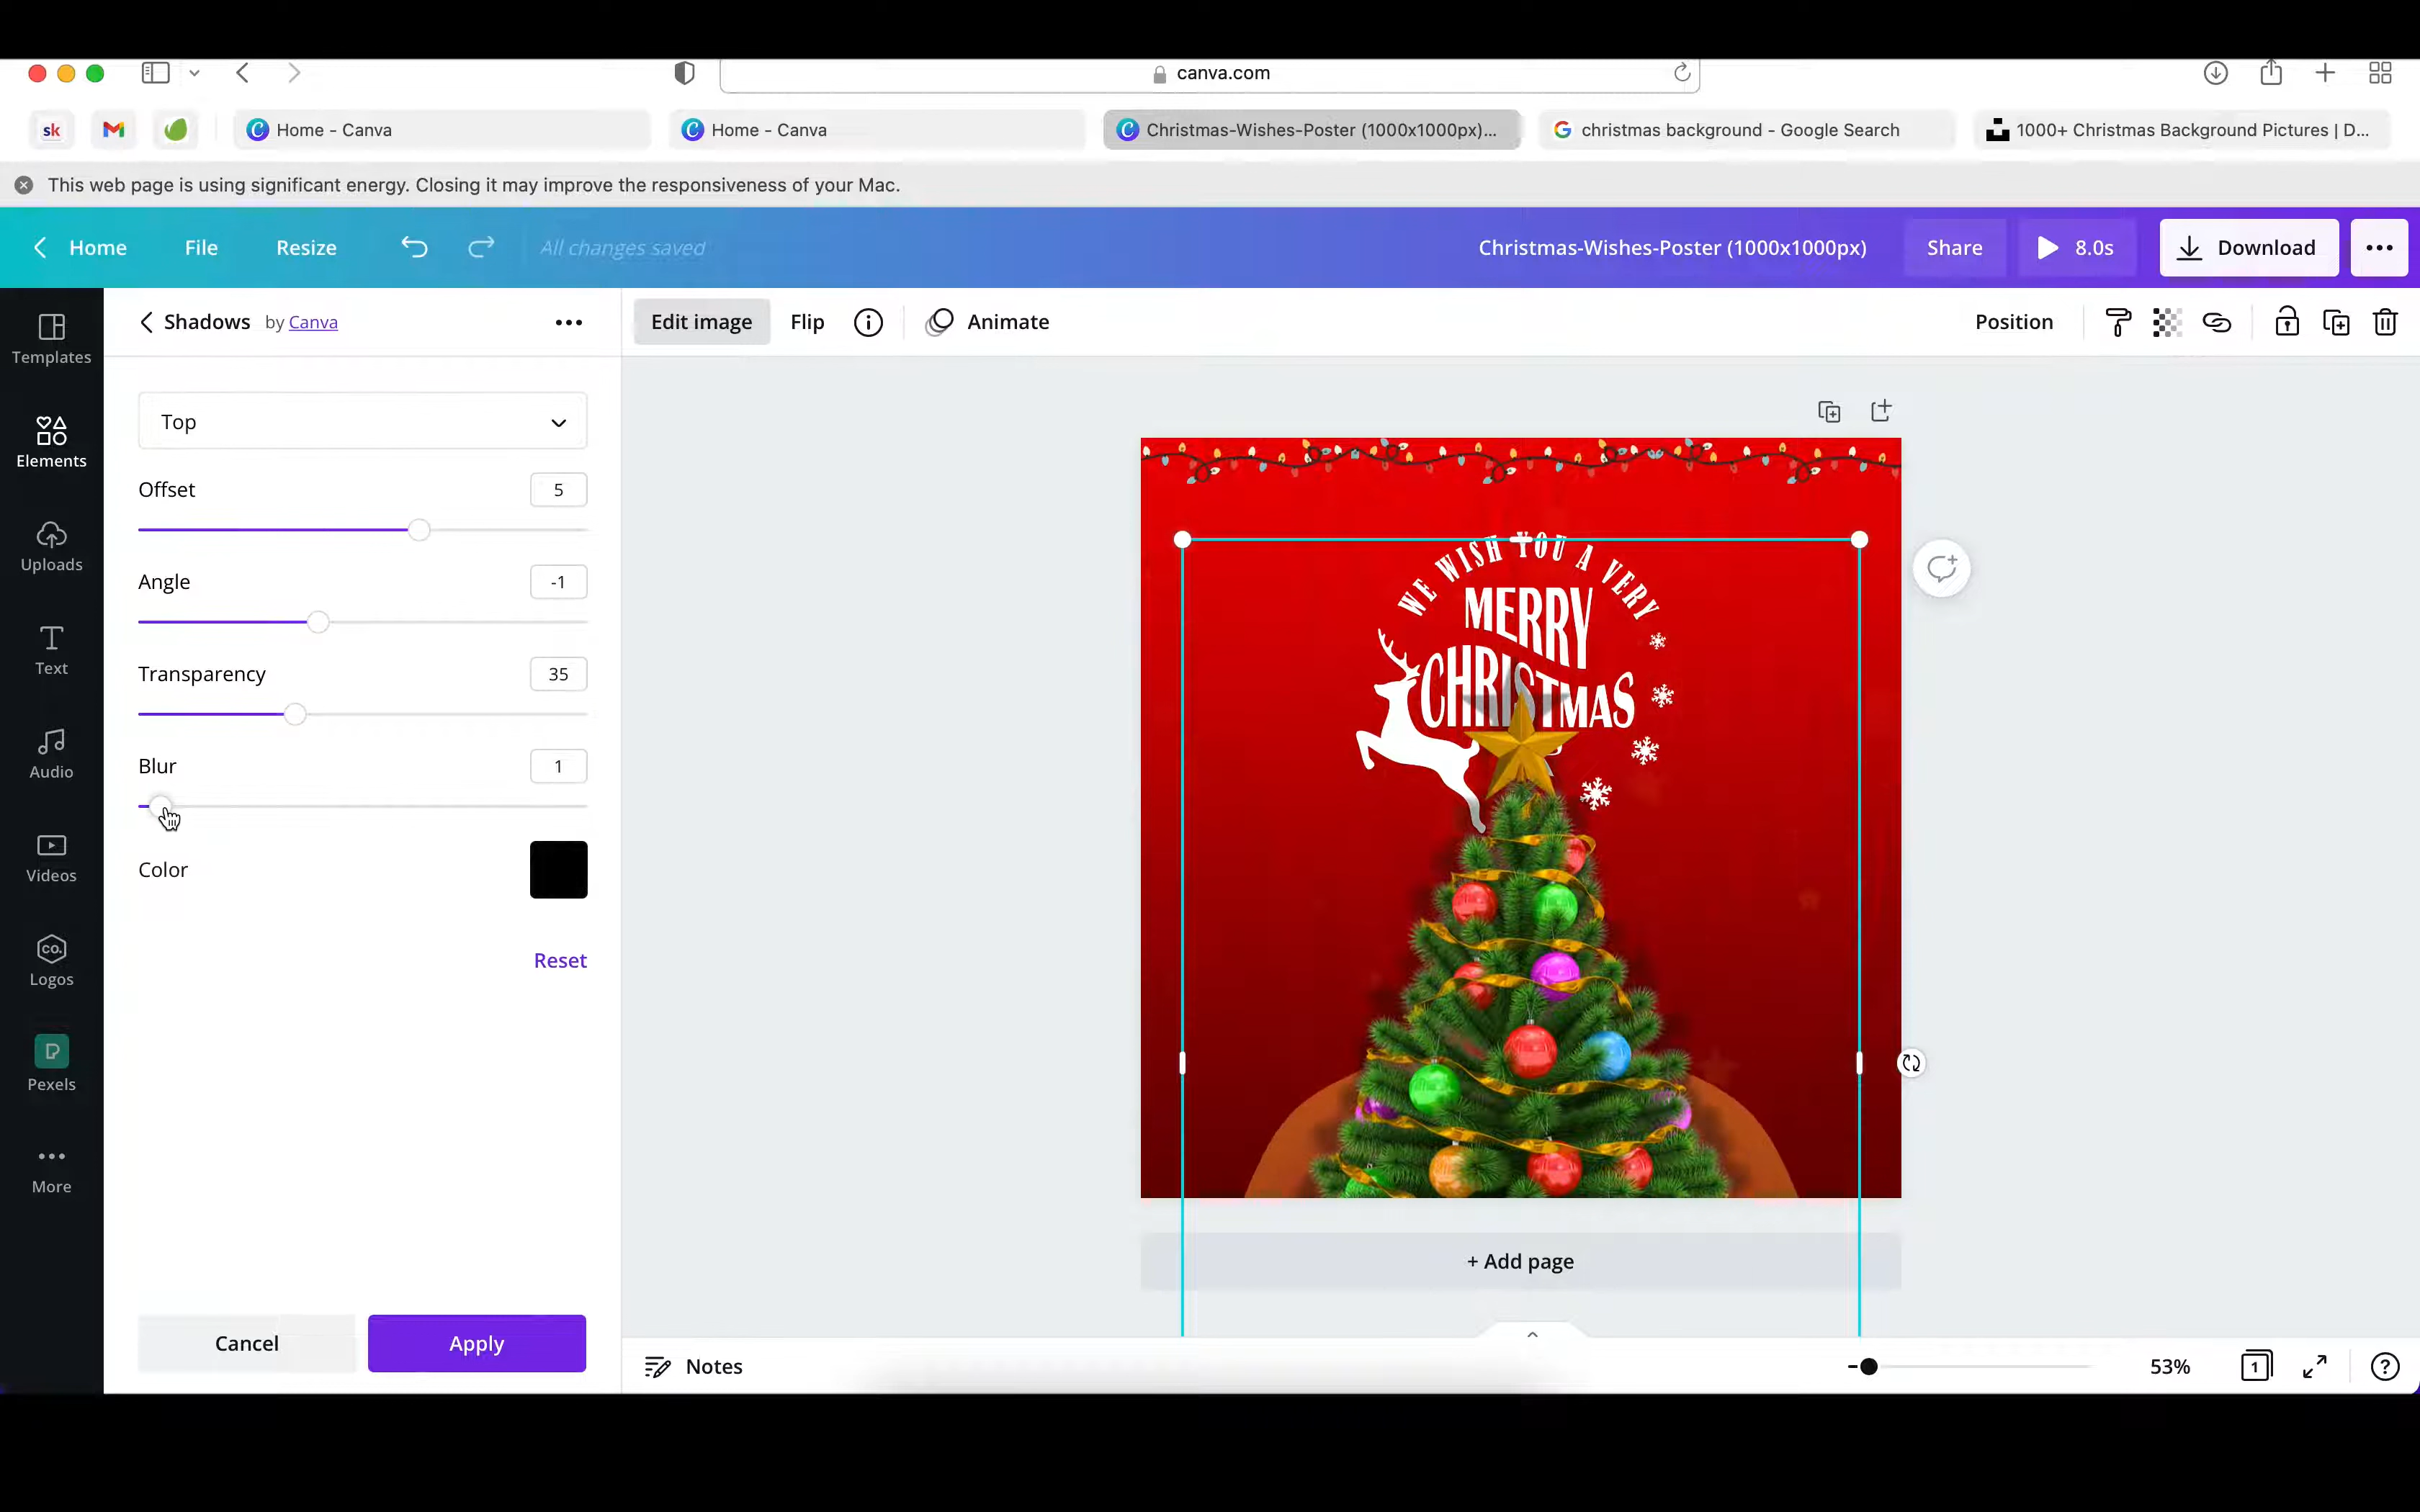 canva.com
sk
Home - Canva
Home - Canva
Christmas-Wishes-Poster (1000x1000px)...
christmas background - Google Search
1000+ Christmas Background Pictures | D...
This web page is using significant energy. Closing it may improve the responsiveness of your Mac.
Home
File
Resize
All changes saved
Christmas-Wishes-Poster (1000x1000px)
Share
8.0s
Download
Templates
Elements
Uploads
Text
Audio
Videos
CO.
Logos
Pexels
More
Shadows by Canva
Top
Offset 5
Angle -1
Transparency 35
Blur 1
Color
Reset
Cancel
Apply
Edit image
Flip
Animate
Position
WE WISH YOU A VERY
MERRY
CHRISTMAS
+ Add page
Notes
53%
1